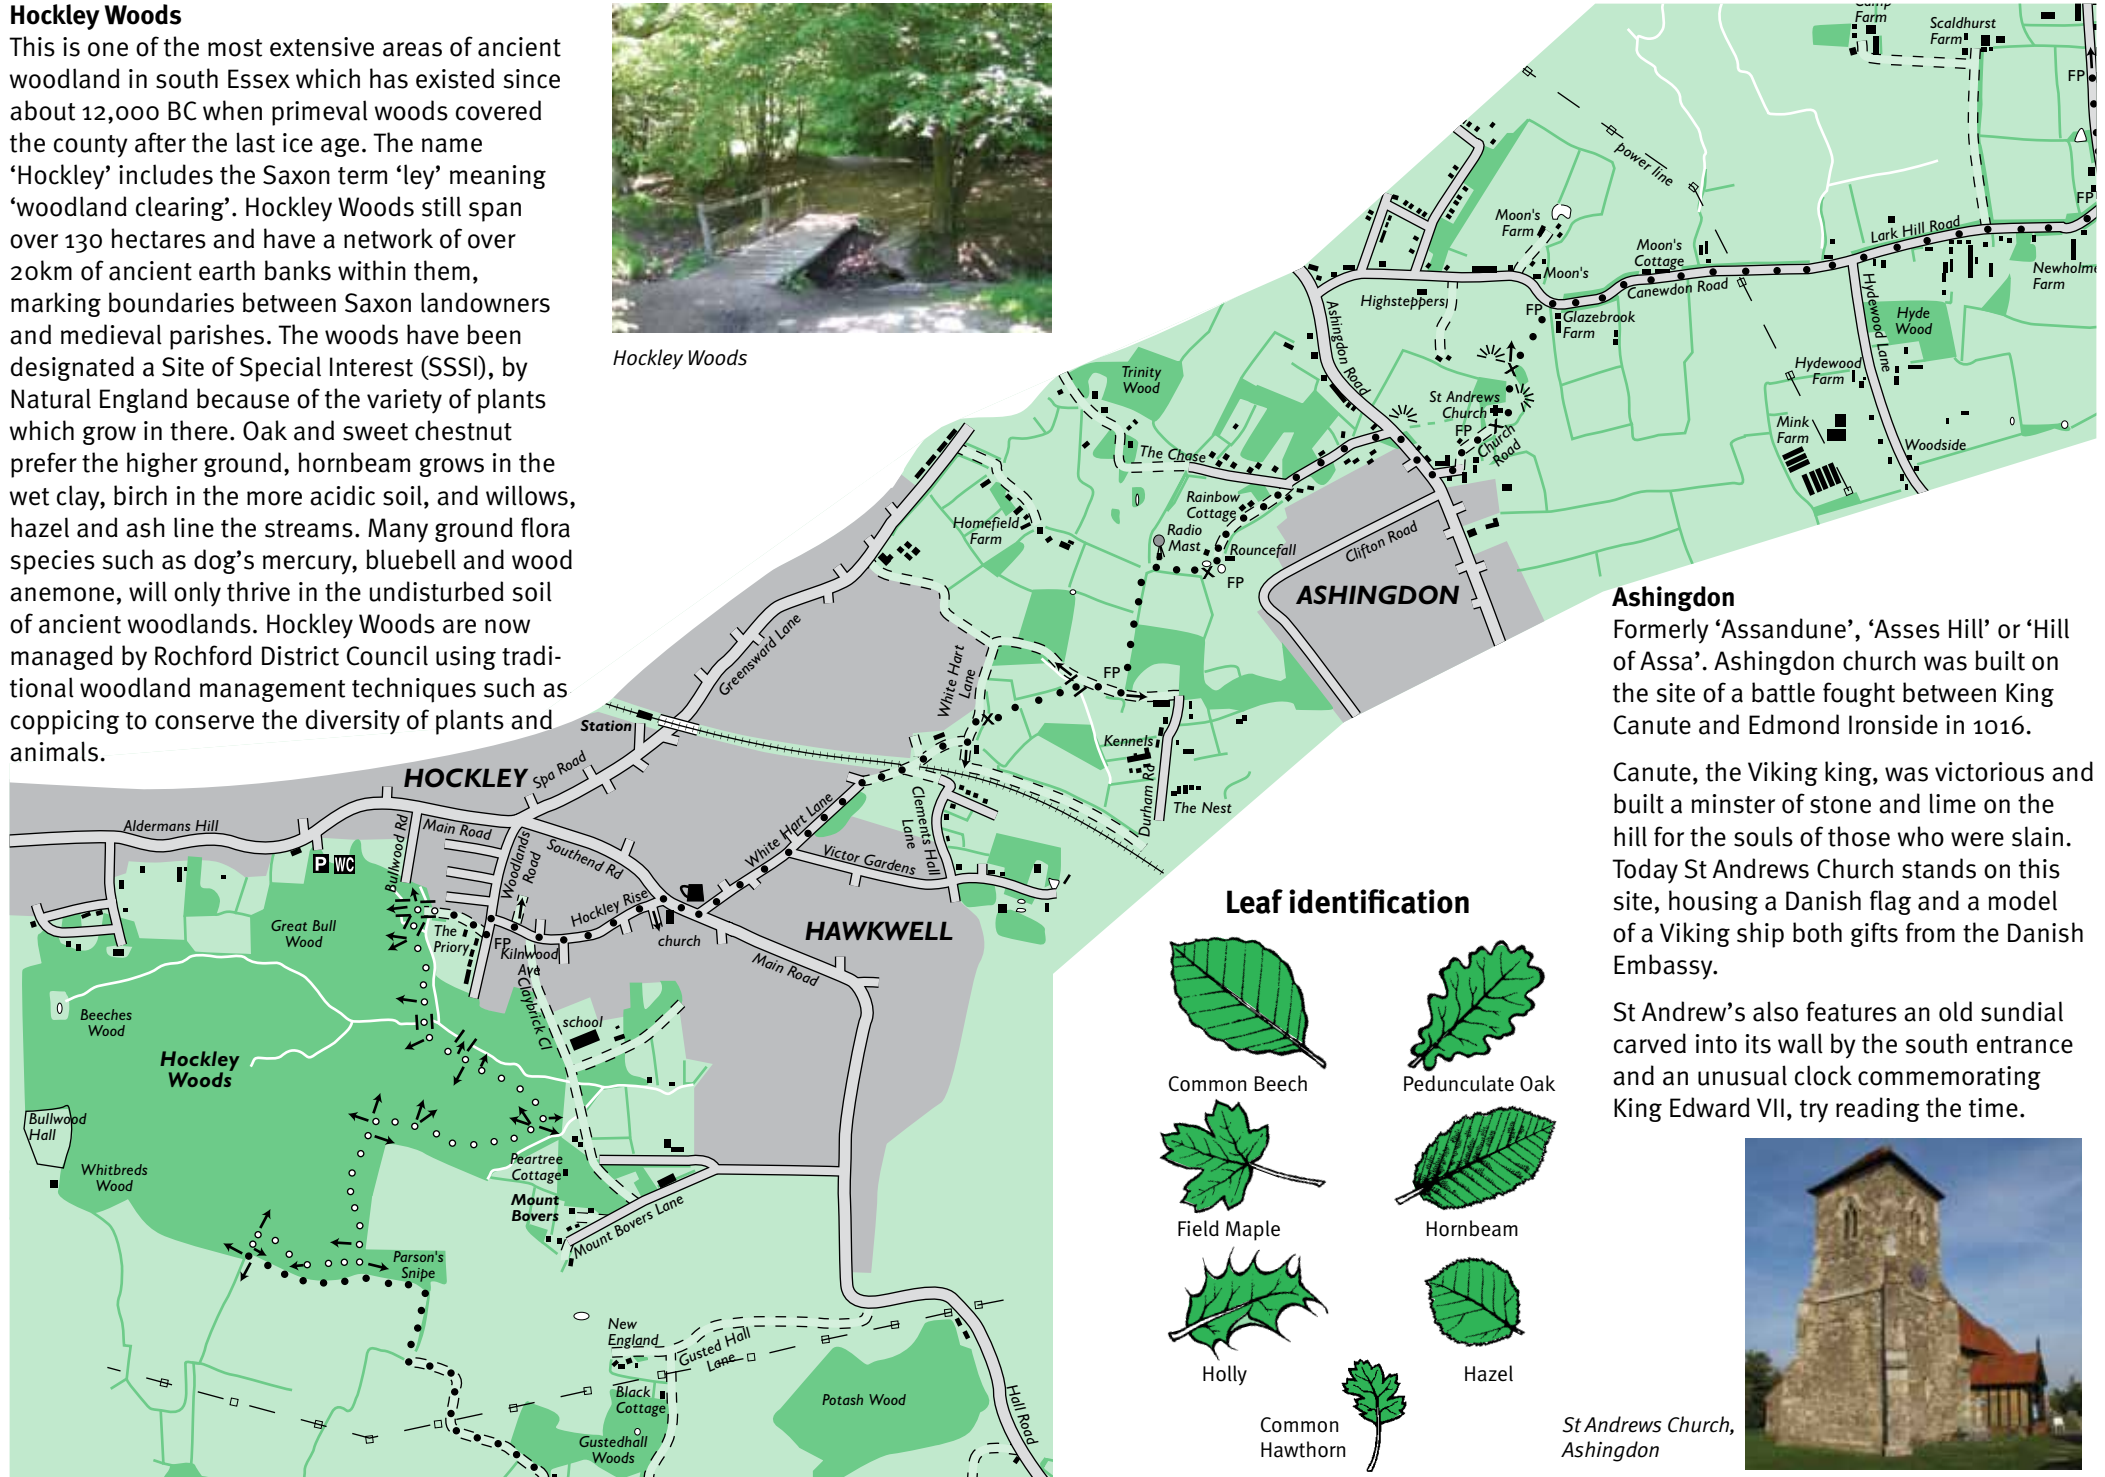 Hockley Woods
This is one of the most extensive areas of ancient
woodland in south Essex which has existed since
about 12,000 BC when primeval woods covered
the county after the last ice age. The name
‘Hockley’ includes the Saxon term ‘ley’ meaning
‘woodland clearing’. Hockley Woods still span
over 130 hectares and have a network of over
20km of ancient earth banks within them,
marking boundaries between Saxon landowners
and medieval parishes. The woods have been
designated a Site of Special Interest (SSSI), by
Natural England because of the variety of plants
which grow in there. Oak and sweet chestnut
prefer the higher ground, hornbeam grows in the
wet clay, birch in the more acidic soil, and willows,
hazel and ash line the streams. Many ground flora
species such as dog’s mercury, bluebell and wood
anemone, will only thrive in the undisturbed soil
of ancient woodlands. Hockley Woods are now
managed by Rochford District Council using tradi-
tional woodland management techniques such as
coppicing to conserve the diversity of plants and
animals.
Hockley Woods
Farm
Scaldhurst
Farm
FP
FP
power line
Moon's
Farm
Moon's
Cottage
Lark Hill Road
Newholme
Farm
Moon's
Canewdon Road
Highsteppers
FP
Glazebrook
Farm
Hydewood Lane
Hyde
Wood
Hydewood
Farm
Ashingdon Road
Trinity
Wood
St Andrews
Church
FP
Church
Road
Mink
Farm
Woodside
The Chase
Rainbow
Cottage
Radio
Mast
Rouncefall
FP
Homefield
Farm
Clifton Road
ASHINGDON
Greensward Lane
White Hart
Lane
FP
Kennels
Durham Rd
The Nest
Station
HOCKLEY
Spa Road
Aldermans Hill
Bullwood Rd
Main Road
Woodlands
Road
Southend Rd
White Hart Lane
Clements Hall
Lane
Victor Gardens
P
WC
Great Bull
Wood
The
Priory
FP
Hockley Rise
church
Kilnwood
Ave
HAWKWELL
Main Road
Claybrick Cl
school
Beeches
Wood
Hockley
Woods
Bullwood
Hall
Whitbreds
Wood
Peartree
Cottage
Mount
Bovers
Mount Bovers Lane
Parson's
Snipe
New
England
Gusted Hall
Lane
Black
Cottage
Gustedhall
Woods
Potash Wood
Hall Road
Ashingdon
Formerly ‘Assandune’, ‘Asses Hill’ or ‘Hill
of Assa’. Ashingdon church was built on
the site of a battle fought between King
Canute and Edmond Ironside in 1016.
Canute, the Viking king, was victorious and
built a minster of stone and lime on the
hill for the souls of those who were slain.
Today St Andrews Church stands on this
site, housing a Danish flag and a model
of a Viking ship both gifts from the Danish
Embassy.
St Andrew’s also features an old sundial
carved into its wall by the south entrance
and an unusual clock commemorating
King Edward VII, try reading the time.
Leaf identification
Common Beech
Pedunculate Oak
Field Maple
Hornbeam
Holly
Hazel
Common
Hawthorn
St Andrews Church,
Ashingdon